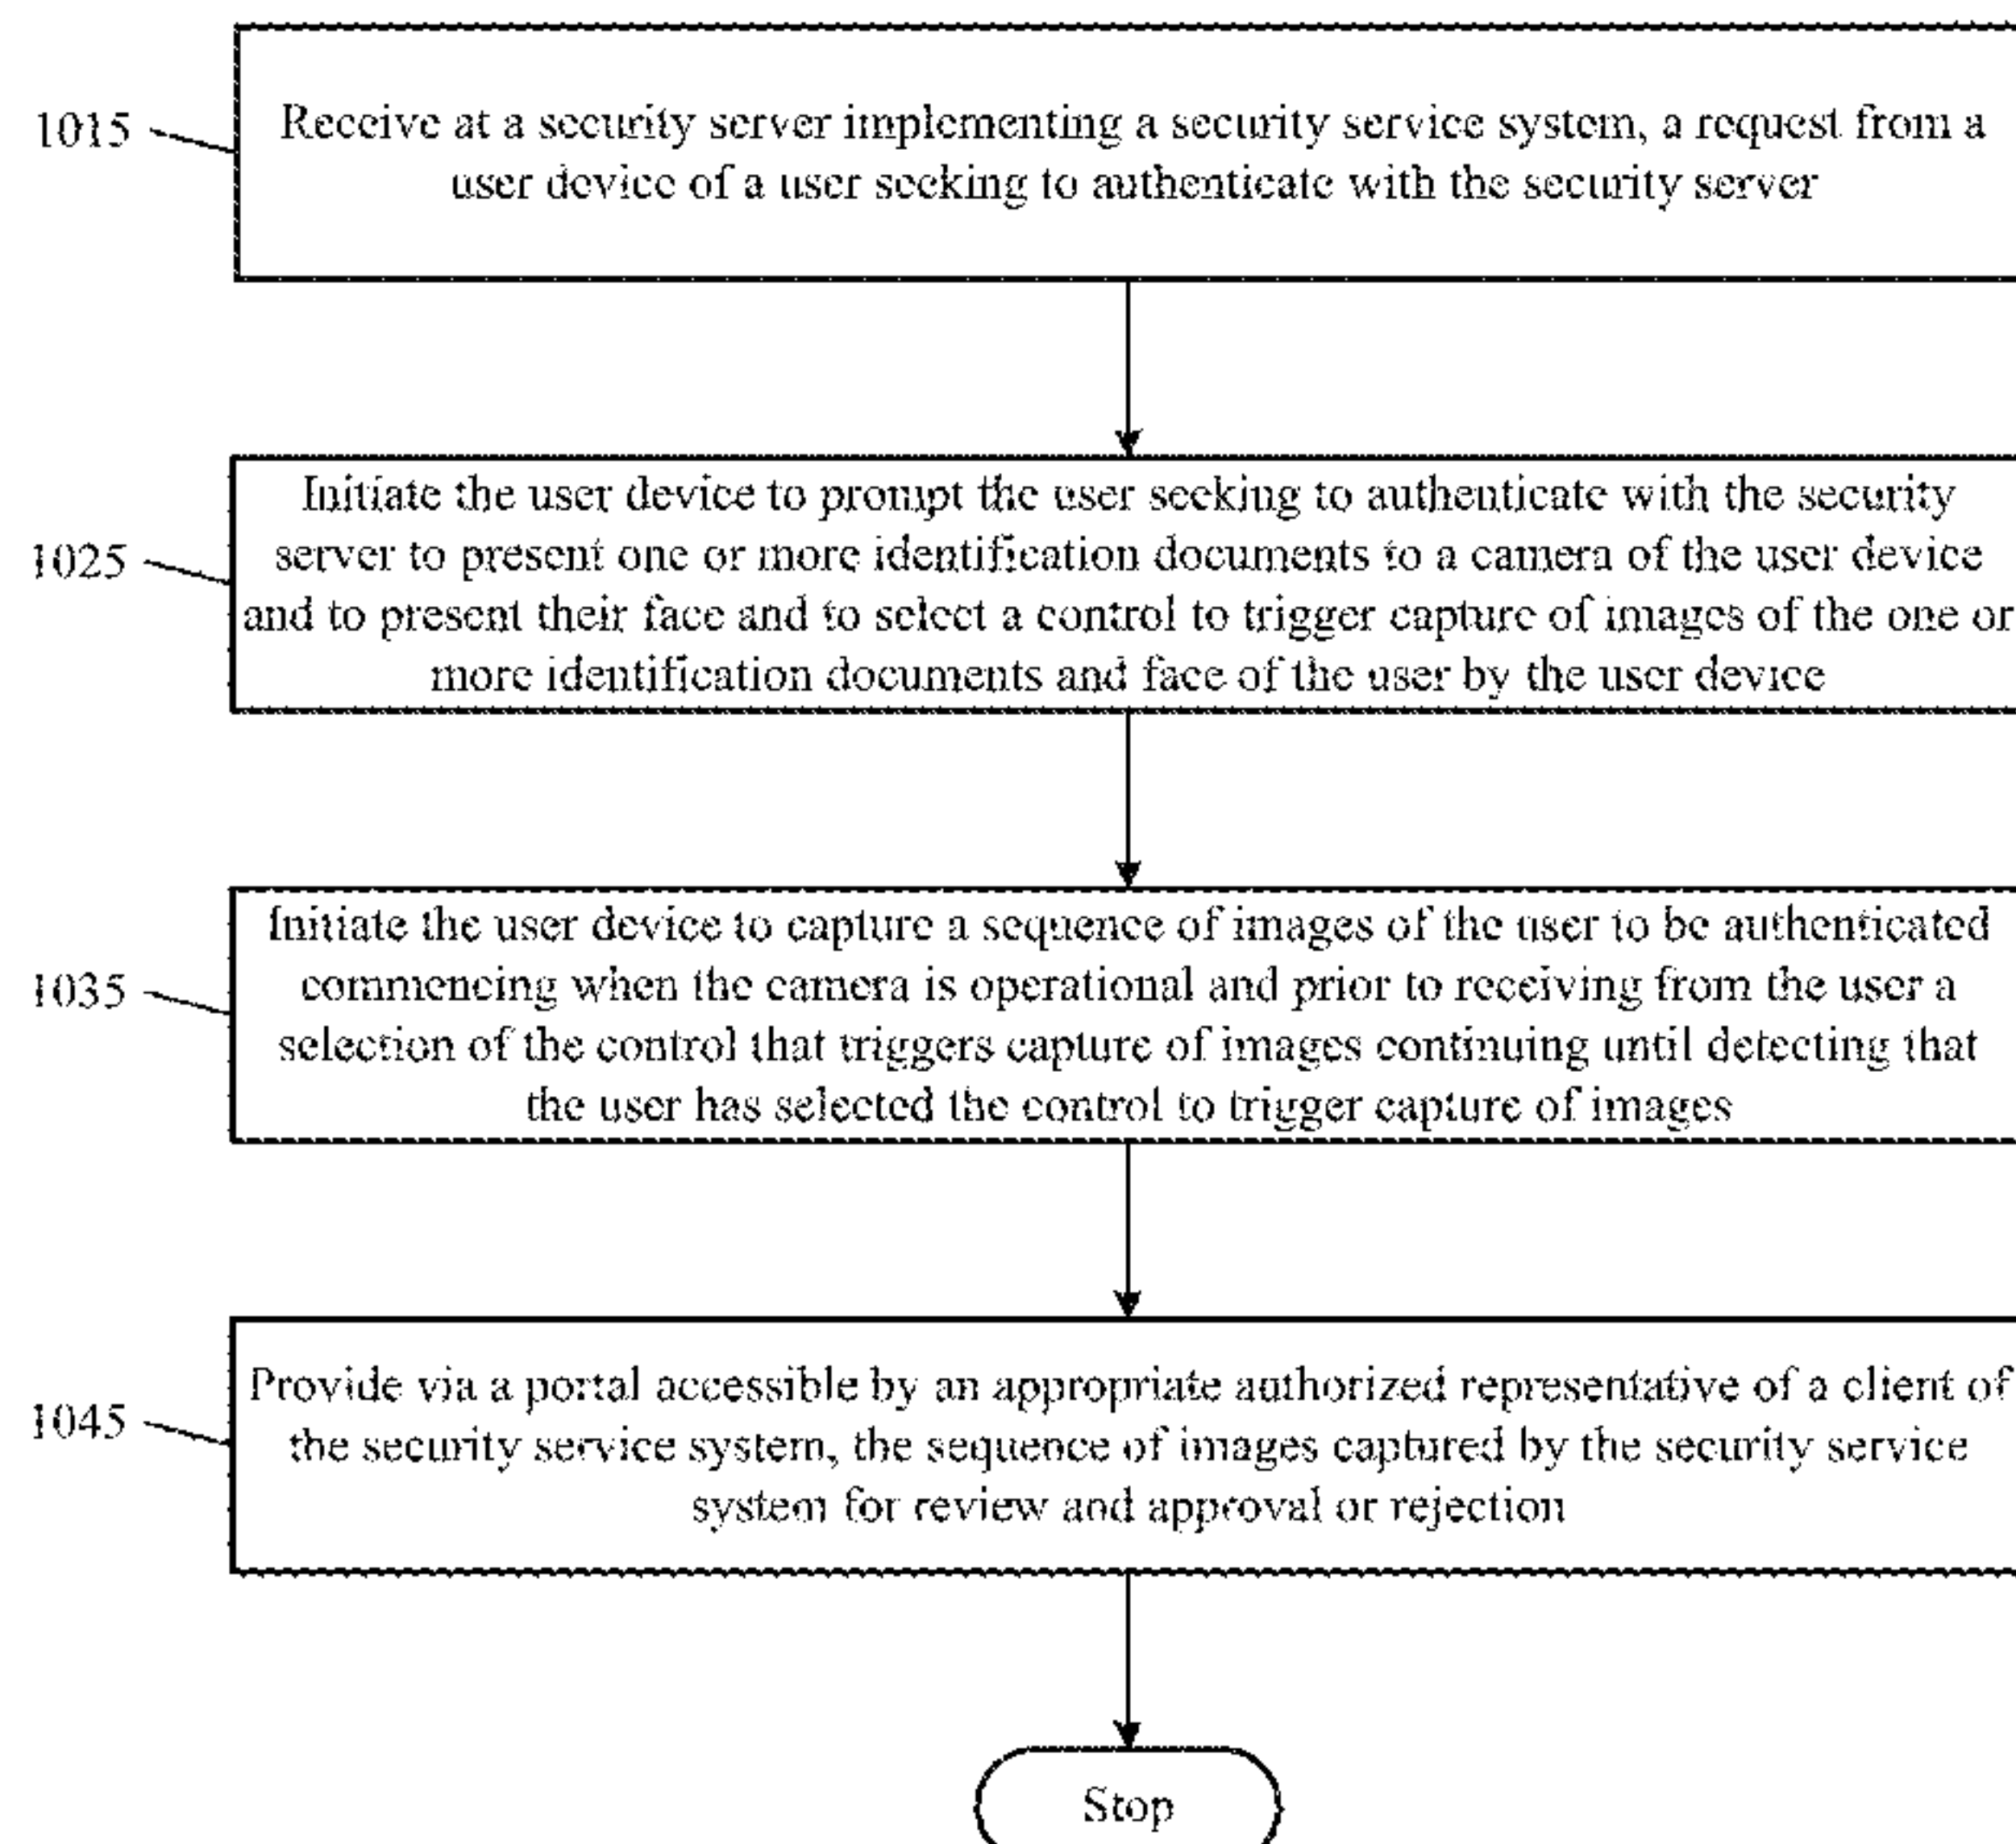 1015
Receive at a security server implementing a security service system, a request from a
user device of a user seeking to authenticate with the security server
1025
Initiate the user device to prompt the user seeking to authenticate with the security
server to present one or more identification documents to a camera of the user device
and to present their face and to select a control to trigger capture of images of the one or
more identification documents and face of the user by the user device
1035
Initiate the user device to capture a sequence of images of the user to be authenticated
commencing when the camera is operational and prior to receiving from the user a
selection of the control that triggers capture of images continuing until detecting that
the user has selected the control to trigger capture of images
1045
Provide via a portal accessible by an appropriate authorized representative of a client of
the security service system, the sequence of images captured by the security service
system for review and approval or rejection
Stop